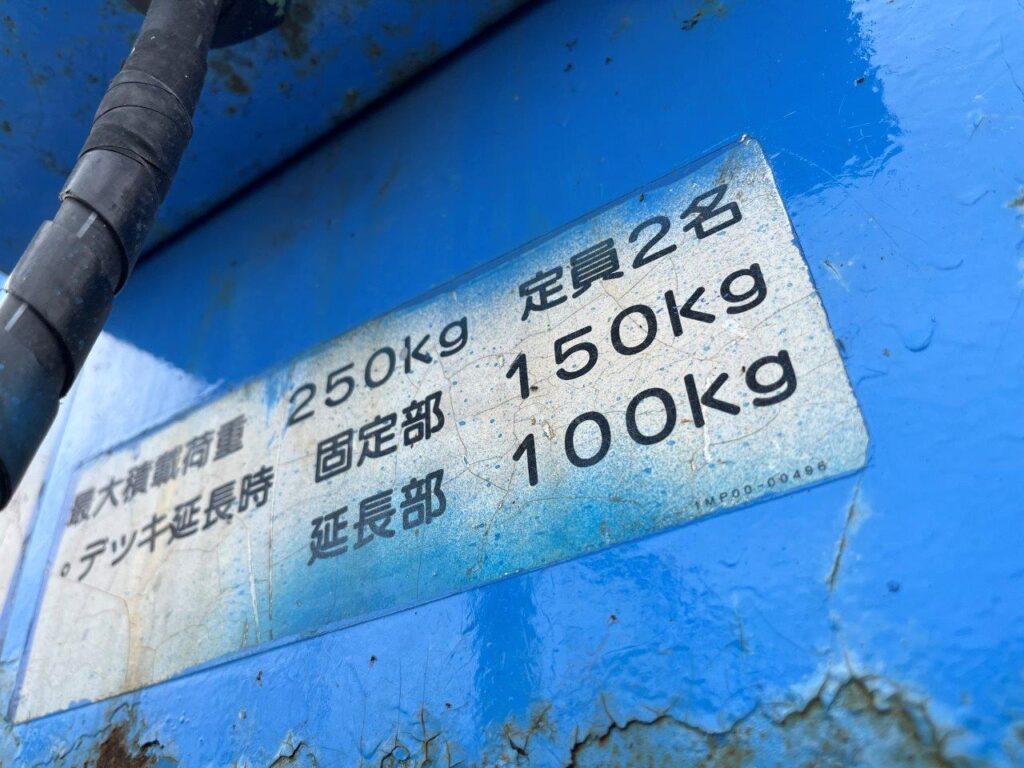 最大積載荷重 250kg 定員2名
。デッキ延長時 固定部 150kg
延長部 100kg
1MP00-00496